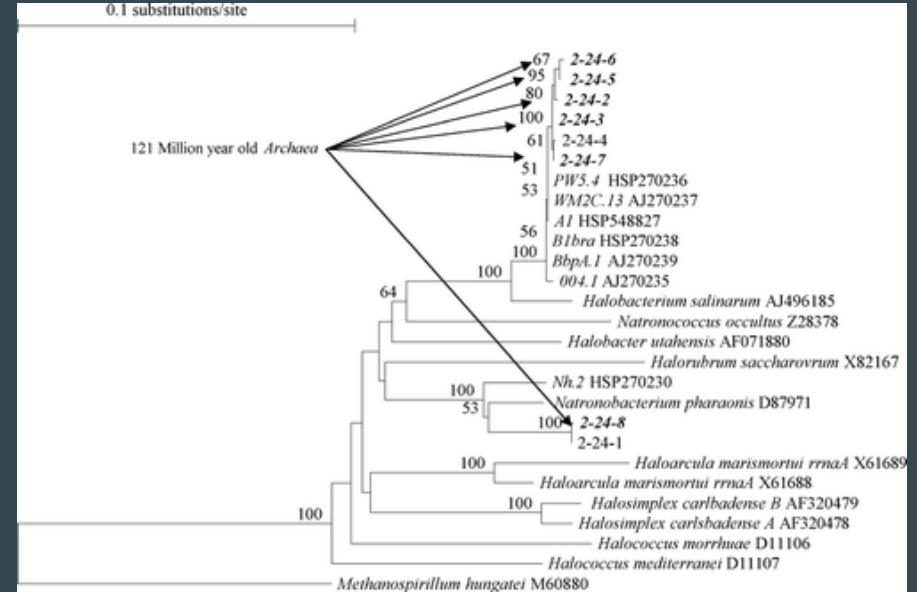 0.1 substitutions/site
67 2-24-6
95 2-24-5
80 2-24-2
100 2-24-3
61 2-24-4
121 Million year old Archaea
2-24-7
51
PW5.4 HSP270236
53
WM2C.13 AJ270237
A1 HSP548827
56
B1bra HSP270238
100
BbpA.1 AJ270239
100
004.1 AJ270235
64
Halobacterium salinarum AJ496185
Natronococcus occultus Z28378
Halobacter utahensis AF071880
Halorubrum saccharovrum X82167
100
Nh.2 HSP270230
53
Natronobacterium pharaonis D87971
100 2-24-8
2-24-1
100
Haloarcula marismortui rrnaA X61689
Haloarcula marismortui rrnaA X61688
100
Halosimplex carlbadense B AF320479
100
Halosimplex carlsbadense A AF320478
Halococcus morrhuae D11106
Halococcus mediterranei D11107
Methanospirillum hungatei M60880